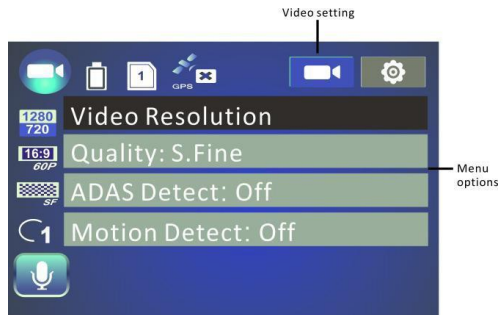 Video setting
1
GPS
1280
720
Video Resolution
16:9
60P
Quality: S.Fine
Menu
options
SF
ADAS Detect: Off
1
Motion Detect: Off